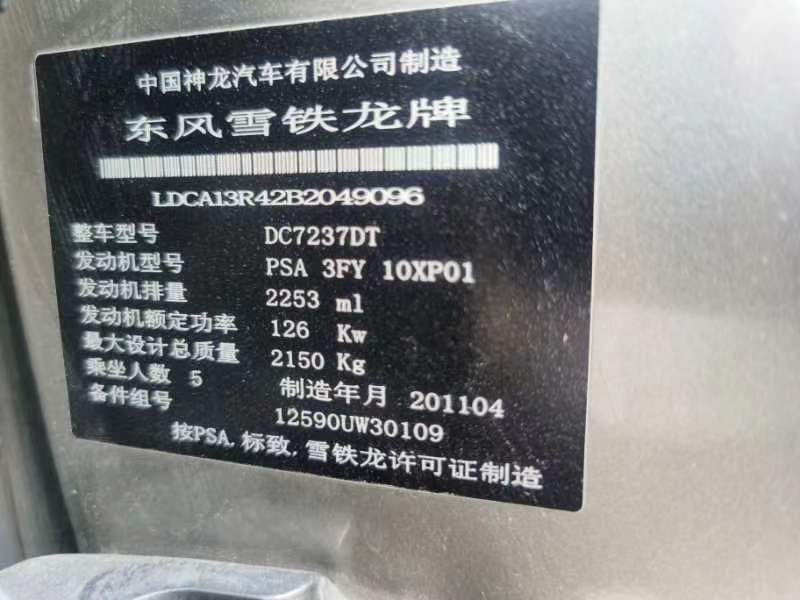 中国神龙汽车有限公司制造
东风雪铁龙牌
LDCA13R42B2049096
整车型号 DC7237DT
发动机型号 PSA 3FY 10XP01
发动机排量 2253 ml
发动机额定功率 126 Kw
最大设计总质量 2150 Kg
乘坐人数 5 制造年月 201104
备件组号 12590UW30109
按PSA,标致,雪铁龙许可证制造